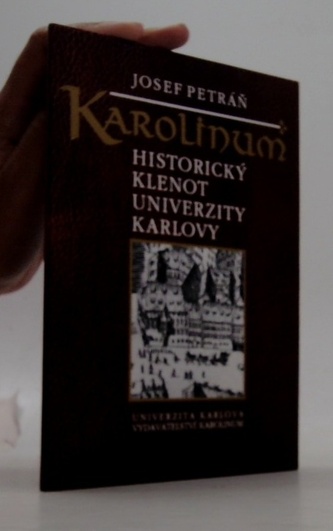 JOSEF PETRÁŇ
KAROLINUM
HISTORICKÝ
KLENOT
UNIVERZITY
KARLOVY
UNIVERZITA KARLOVA
VYDAVATELSTVÍ KAROLINUM